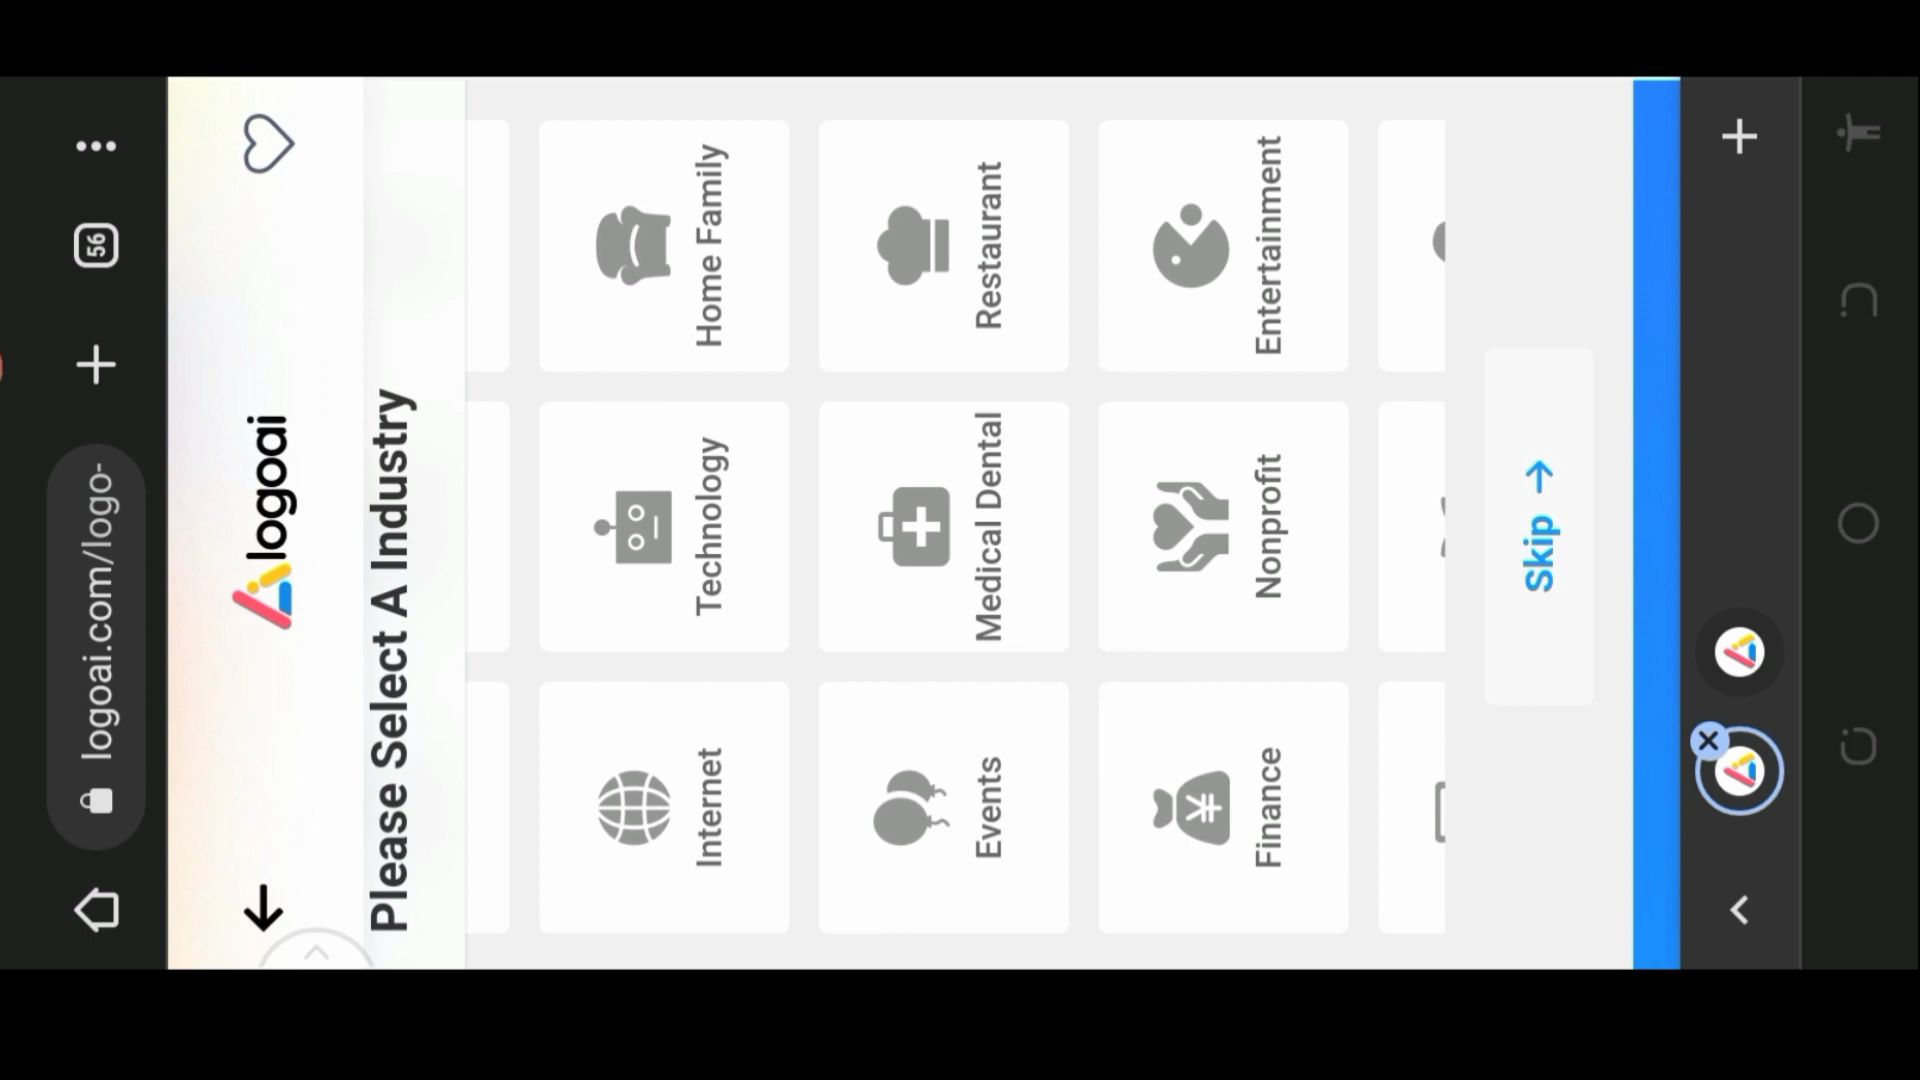 logoai.com/logo-
56
logoai
Please Select A Industry
Internet
Technology
Home Family
Events
Medical Dental
Restaurant
Finance
Nonprofit
Entertainment
Skip →